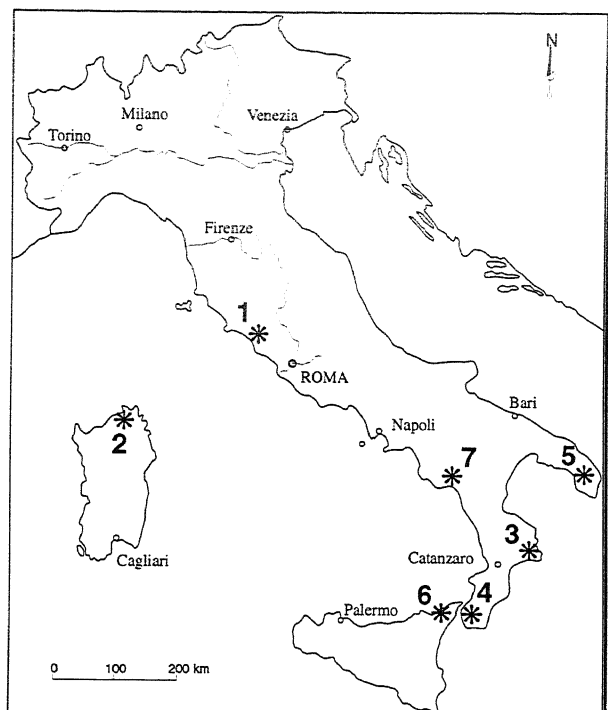 N
Milano
Venezia
Torino
Firenze
1
ROMA
Bari
2
Napoli
7
5
3
Cagliari
Catanzaro
6
4
Palermo
0 100 200 km